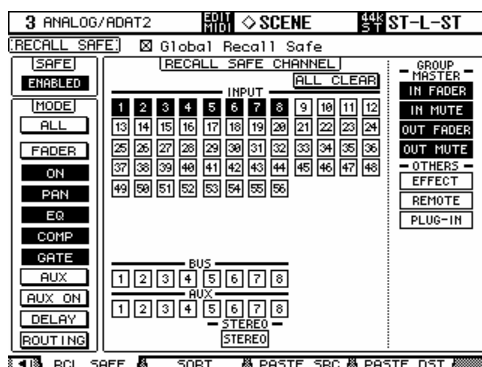 3 ANALOG/ADAT2 EDIT MIDI ◇ SCENE 44k ST ST-L-ST
RECALL SAFE ☒ Global Recall Safe
SAFE
ENABLED
MODE
ALL
FADER
ON
PAN
EQ
COMP
GATE
AUX
AUX ON
DELAY
ROUTING
RECALL SAFE CHANNEL
ALL CLEAR
INPUT
1 2 3 4 5 6 7 8 9 10 11 12
13 14 15 16 17 18 19 20 21 22 23 24
25 26 27 28 29 30 31 32 33 34 35 36
37 38 39 40 41 42 43 44 45 46 47 48
49 50 51 52 53 54 55 56
BUS
1 2 3 4 5 6 7 8
AUX
1 2 3 4 5 6 7 8
STEREO
STEREO
GROUP
MASTER
IN FADER
IN MUTE
OUT FADER
OUT MUTE
OTHERS
EFFECT
REMOTE
PLUG-IN
RCL SAFE SORT PASTE SRC PASTE DST